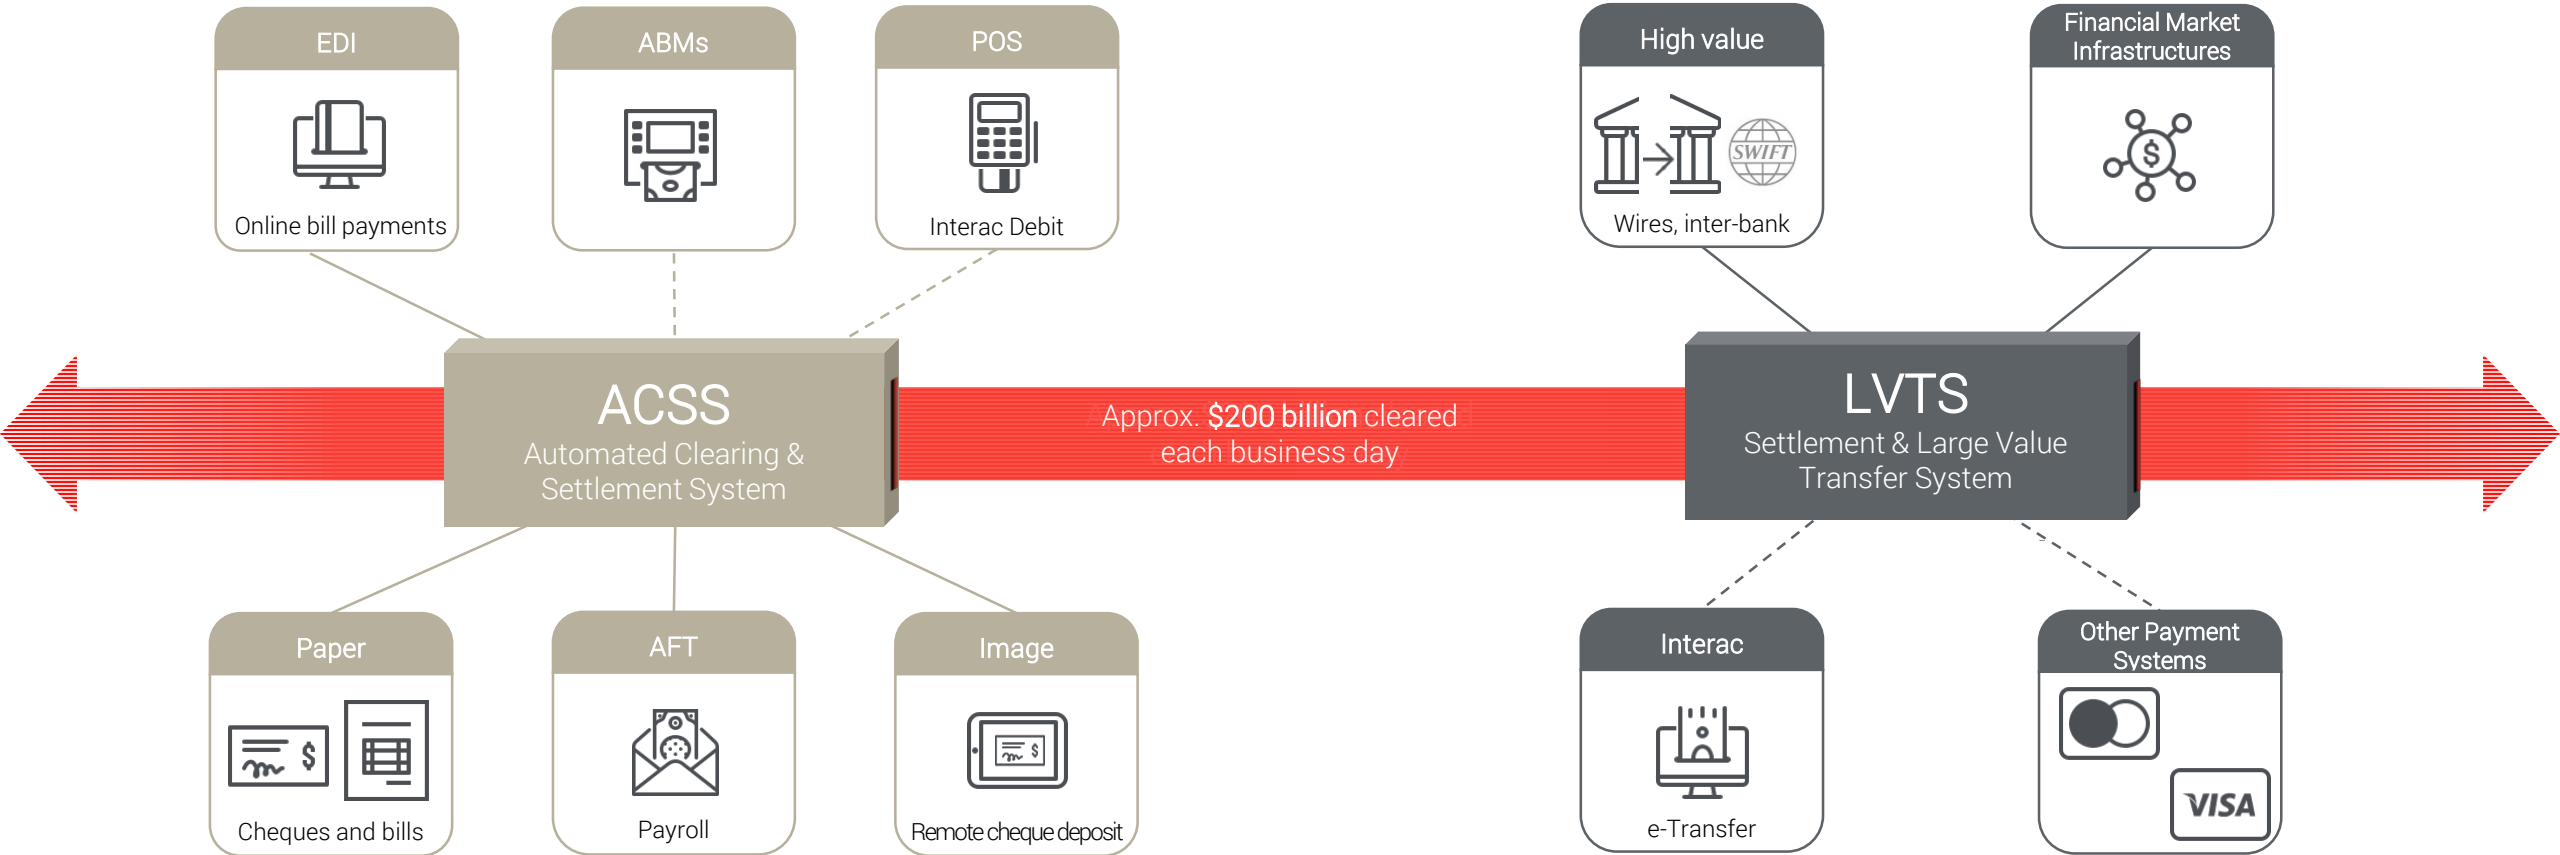 EDI
Online bill payments
ABMs
POS
Interac Debit
High value
SWIFT
Wires, inter-bank
Financial Market
Infrastructures
$
ACSS
Automated Clearing &
Settlement System
Approx. $200 billion cleared
each business day
LVTS
Settlement & Large Value
Transfer System
Paper
$
Cheques and bills
AFT
Payroll
Image
$
Remote cheque deposit
Interac
e-Transfer
Other Payment
Systems
VISA